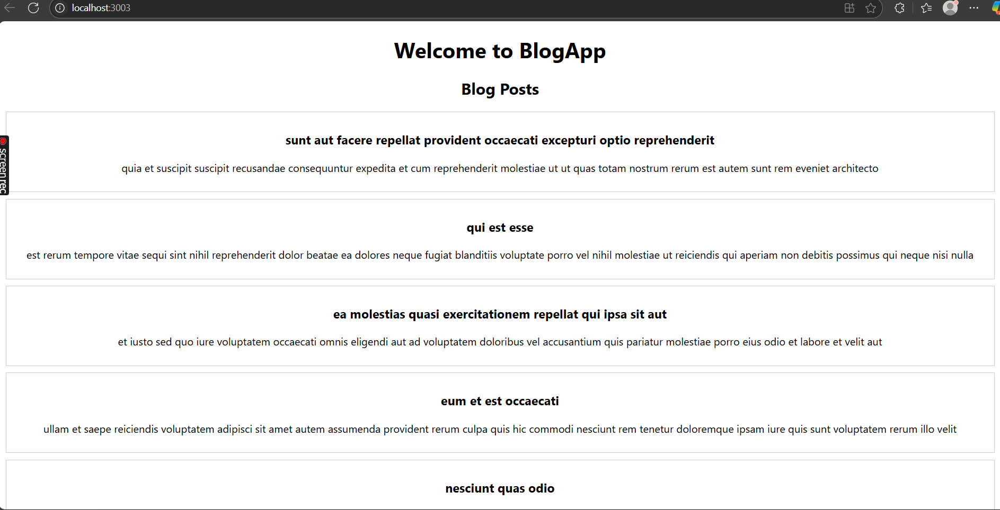 localhost:3003
Welcome to BlogApp
Blog Posts
sunt aut facere repellat provident occaecati excepturi optio reprehenderit
quia et suscipit suscipit recusandae consequuntur expedita et cum reprehenderit molestiae ut ut quas totam nostrum rerum est autem sunt rem eveniet architecto
screenrec
qui est esse
est rerum tempore vitae sequi sint nihil reprehenderit dolor beatae ea dolores neque fugiat blanditiis voluptate porro vel nihil molestiae ut reiciendis qui aperiam non debitis possimus qui neque nisi nulla
ea molestias quasi exercitationem repellat qui ipsa sit aut
et iusto sed quo iure voluptatem occaecati omnis eligendi aut ad voluptatem doloribus vel accusantium quis pariatur molestiae porro eius odio et labore et velit aut
eum et est occaecati
ullam et saepe reiciendis voluptatem adipisci sit amet autem assumenda provident rerum culpa quis hic commodi nesciunt rem tenetur doloremque ipsam iure quis sunt voluptatem rerum illo velit
nesciunt quas odio